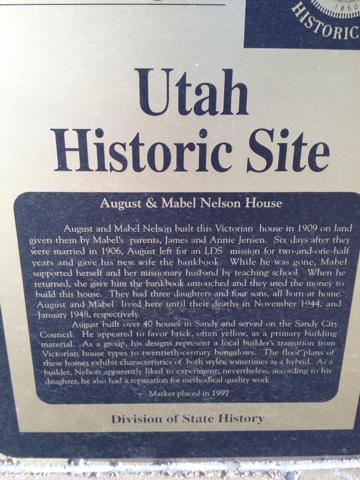 1850
HISTORIC
Utah
Historic Site
August & Mabel Nelson House
August and Mabel Nelson built this Victorian house in 1909 on land
given them by Mabel's parents, James and Annie Jensen. Six days after they
were married in 1906, August left for an LDS mission for two-and-one-half
years and gave his new wife the bankbook. While he was gone, Mabel
supported herself and her missionary husband by teaching school. When he
returned, she gave him the bankbook untouched and they used the money to
build this house. They had three daughters and four sons, all born at home.
August and Mabel lived here until their deaths in November 1944, and
January 1948, respectively.
August built over 40 houses in Sandy and served on the Sandy City
Council. He appeared to favor brick, often yellow, as a primary building
material. As a group, his designs represent a local builder's transition from
Victorian house types to twentieth-century bungalows. The floor plans of
these homes exhibit characteristics of both styles, sometimes as a hybrid. As a
builder, Nelson apparently liked to experiment; nevertheless, according to his
daughter, he also had a reputation for methodical quality work.
- Marker placed in 1997
Division of State History